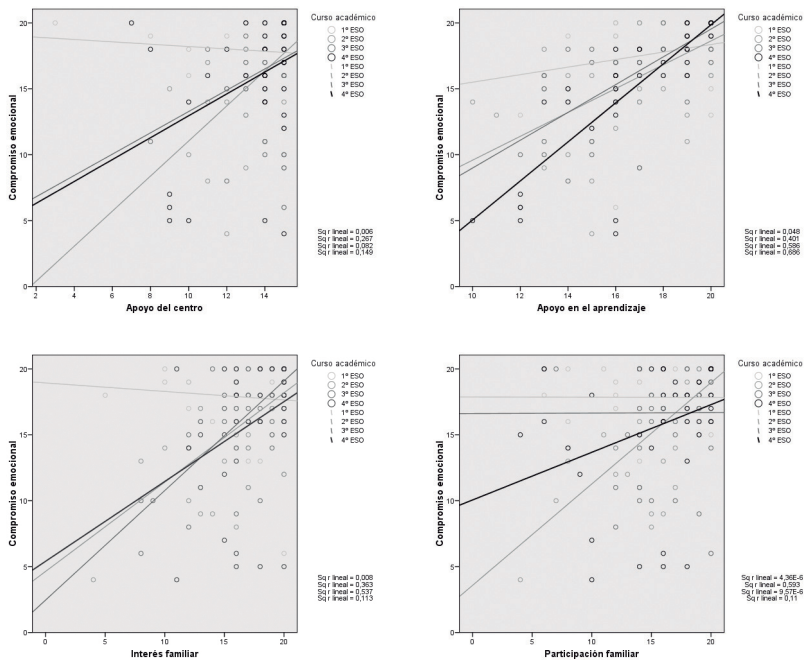 Compromiso emocional
20
15
10
5
0
2
4
6
8
10
12
14
Apoyo del centro
Curso académico
1º ESO
2º ESO
3º ESO
4º ESO
1º ESO
2º ESO
3º ESO
4º ESO
Sq r lineal = 0,006
Sq r lineal = 0,267
Sq r lineal = 0,082
Sq r lineal = 0,149
Compromiso emocional
20
15
10
5
0
10
12
14
16
18
20
Apoyo en el aprendizaje
Curso académico
1º ESO
2º ESO
3º ESO
4º ESO
1º ESO
2º ESO
3º ESO
4º ESO
Sq r lineal = 0,048
Sq r lineal = 0,401
Sq r lineal = 0,586
Sq r lineal = 0,686
Compromiso emocional
20
15
10
5
0
0
5
10
15
20
Interés familiar
Curso académico
1º ESO
2º ESO
3º ESO
4º ESO
1º ESO
2º ESO
3º ESO
4º ESO
Sq r lineal = 0,008
Sq r lineal = 0,363
Sq r lineal = 0,537
Sq r lineal = 0,113
Compromiso emocional
20
15
10
5
0
0
5
10
15
20
Participación familiar
Curso académico
1º ESO
2º ESO
3º ESO
4º ESO
1º ESO
2º ESO
3º ESO
4º ESO
Sq r lineal = 4,36E-6
Sq r lineal = 0,593
Sq r lineal = 9,57E-6
Sq r lineal = 0,11